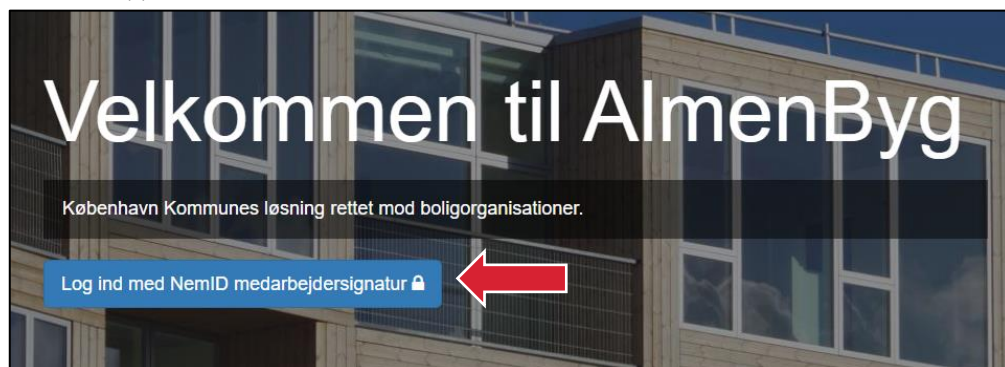 Velkommen til AlmenByg
Københavns Kommunes løsning rettet mod boligorganisationer.
Log ind med NemID medarbejdersignatur